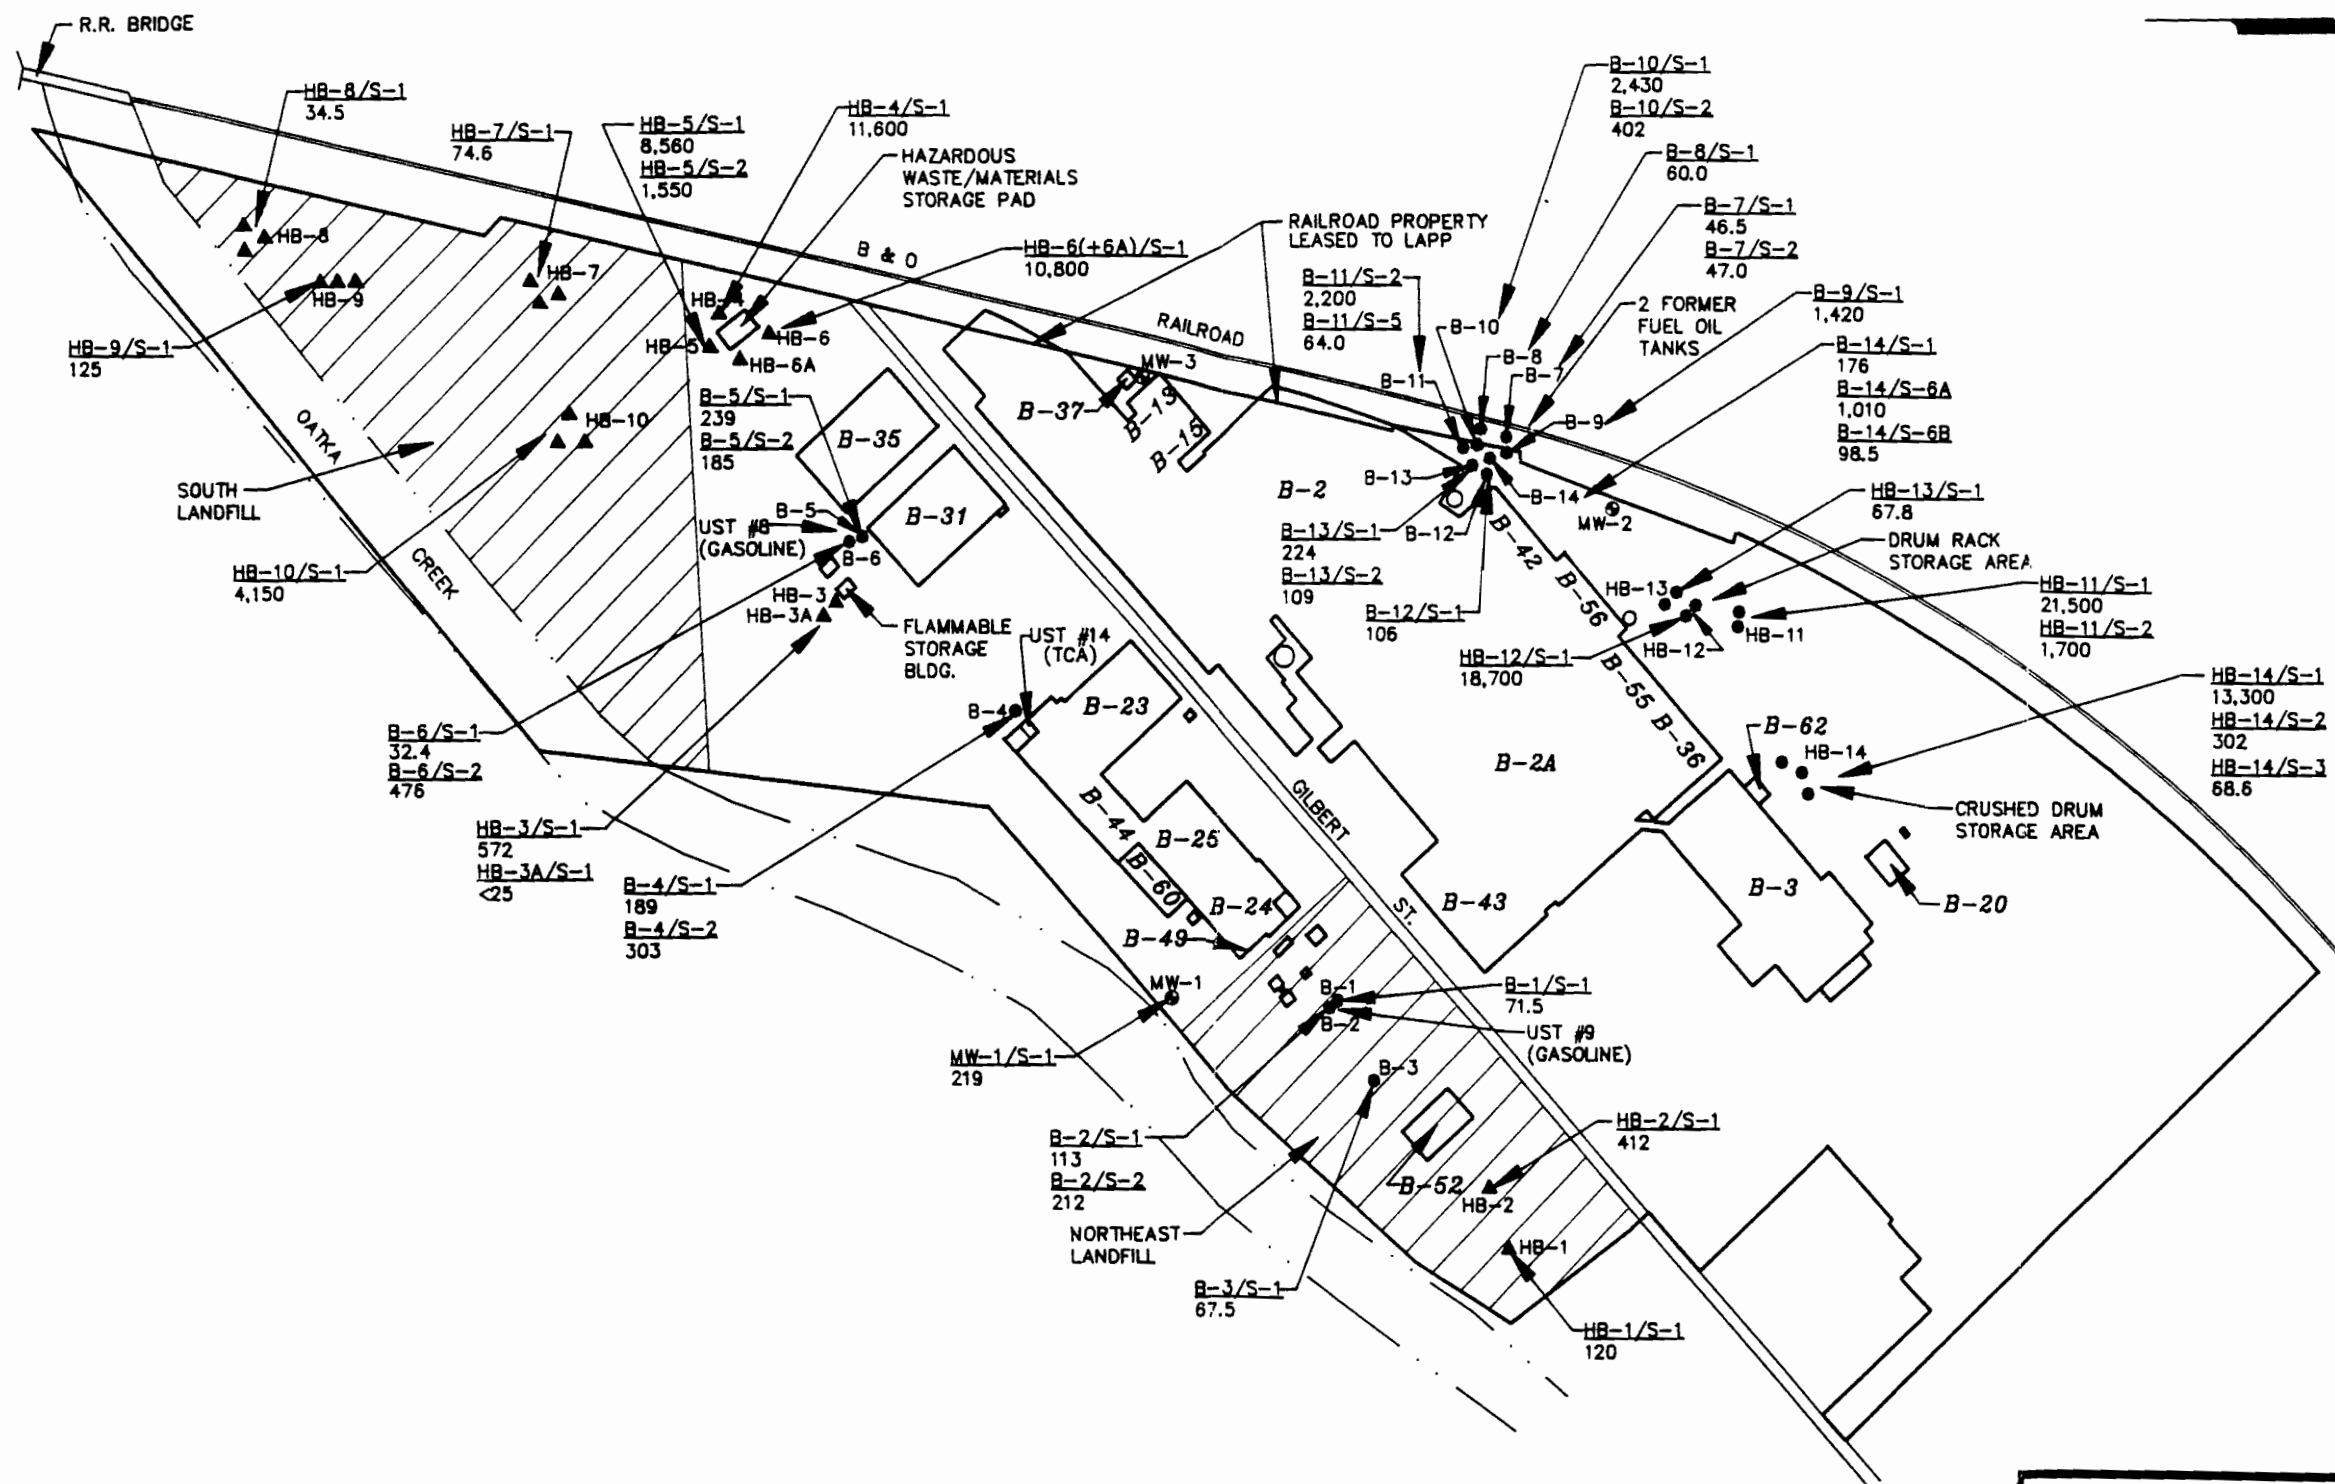 R.R. BRIDGE
HB-8/S-1
34.5
HB-7/S-1
74.6
HB-5/S-1
8,560
HB-5/S-2
1,550
HB-4/S-1
11,600
HAZARDOUS
WASTE/MATERIALS
STORAGE PAD
HB-6(+6A)/S-1
10,800
B & O
RAILROAD
RAILROAD PROPERTY
LEASED TO LAPP
B-10/S-1
2,430
B-10/S-2
402
B-8/S-1
60.0
B-7/S-1
46.5
B-7/S-2
47.0
B-11/S-2
2,200
B-11/S-5
64.0
2 FORMER
FUEL OIL
TANKS
B-9/S-1
1,420
B-14/S-1
176
B-14/S-6A
1,010
B-14/S-6B
98.5
HB-13/S-1
67.8
DRUM RACK
STORAGE AREA
HB-11/S-1
21,500
HB-11/S-2
1,700
HB-14/S-1
13,300
HB-14/S-2
302
HB-14/S-3
68.6
CRUSHED DRUM
STORAGE AREA
HB-8
HB-9
HB-7
HB-4
HB-5
HB-6
HB-6A
HB-10
HB-9/S-1
125
OATKA
CREEK
SOUTH
LANDFILL
HB-10/S-1
4,150
B-5/S-1
239
B-5/S-2
185
B-35
B-31
B-5
UST #8
(GASOLINE)
B-6
HB-3
HB-3A
FLAMMABLE
STORAGE
BLDG.
UST #14
(TCA)
MW-3
B-37
B-13
B-15
B-10
B-8
B-7
B-11
B-9
B-13
B-14
B-12
B-2
MW-2
B-13/S-1
224
B-13/S-2
109
B-12/S-1
106
B-42
B-56
B-55
B-36
HB-13
HB-12
HB-11
HB-12/S-1
18,700
B-62
HB-14
B-2A
B-3
B-20
B-43
B-4
B-23
B-44
B-25
B-60
B-24
B-49
GILBERT
ST.
B-6/S-1
32.4
B-6/S-2
476
HB-3/S-1
572
HB-3A/S-1
<25
B-4/S-1
189
B-4/S-2
303
MW-1
MW-1/S-1
219
B-1
B-2
B-1/S-1
71.5
UST #9
(GASOLINE)
B-3
B-2/S-1
113
B-2/S-2
212
B-52
HB-2/S-1
412
HB-2
NORTHEAST
LANDFILL
HB-1
B-3/S-1
67.5
HB-1/S-1
120